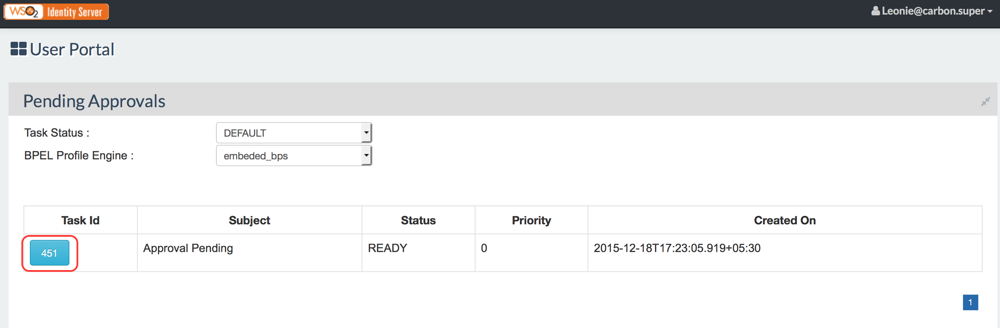 WSO2 Identity Server
Leonie@carbon.super
User Portal
Pending Approvals
Task Status :
DEFAULT
BPEL Profile Engine :
embeded_bps
Task Id Subject Status Priority Created On
451 Approval Pending READY 0 2015-12-18T17:23:05.919+05:30
1